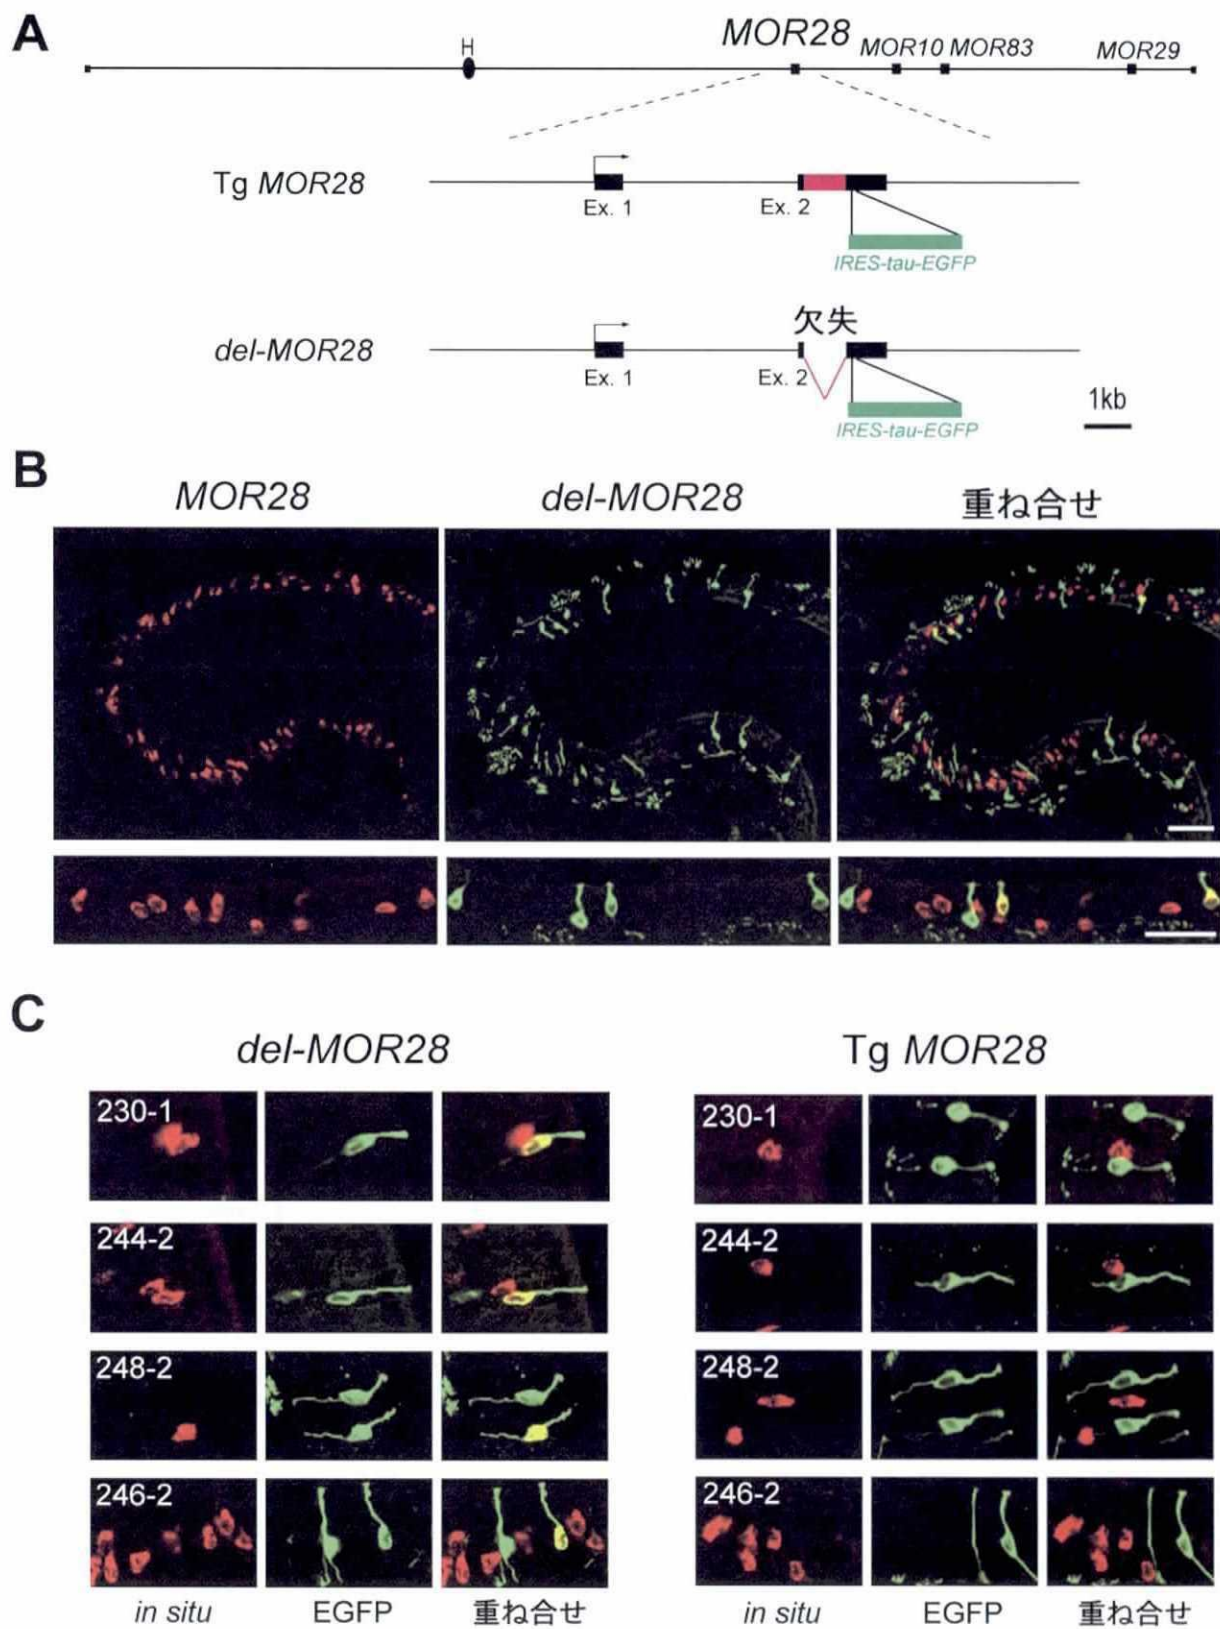 A
H
MOR28
MOR10 MOR83
MOR29
Tg MOR28
Ex. 1
Ex. 2
IRES-tau-EGFP
欠失
del-MOR28
Ex. 1
Ex. 2
IRES-tau-EGFP
1kb
B
MOR28
del-MOR28
重ね合せ
C
del-MOR28
Tg MOR28
230-1
230-1
244-2
244-2
248-2
248-2
246-2
246-2
in situ
EGFP
重ね合せ
in situ
EGFP
重ね合せ